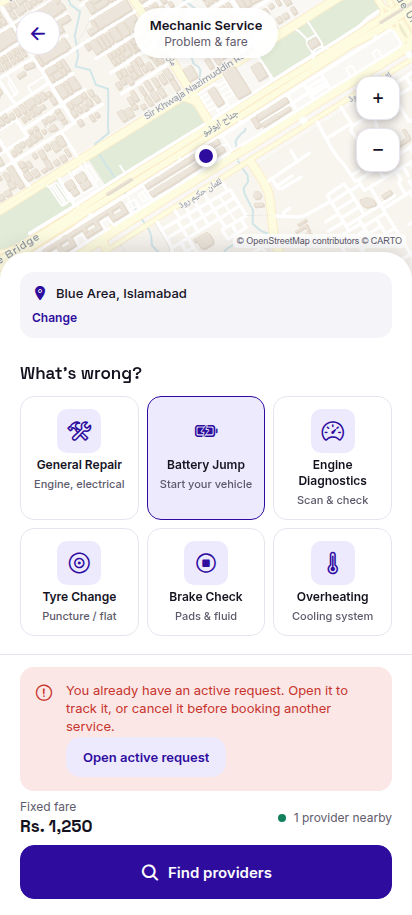 Mechanic Service
Problem & fare
Sir Khwaja Nazimuddin R
جناح ایونیو
+
−
لقمان حکیم روڈ
e Bridge
© OpenStreetMap contributors © CARTO
Blue Area, Islamabad
Change
What's wrong?
General Repair
Engine, electrical
Battery Jump
Start your vehicle
Engine
Diagnostics
Scan & check
Tyre Change
Puncture / flat
Brake Check
Pads & fluid
Overheating
Cooling system
You already have an active request. Open it to
track it, or cancel it before booking another
service.
Open active request
Fixed fare
Rs. 1,250
1 provider nearby
Find providers